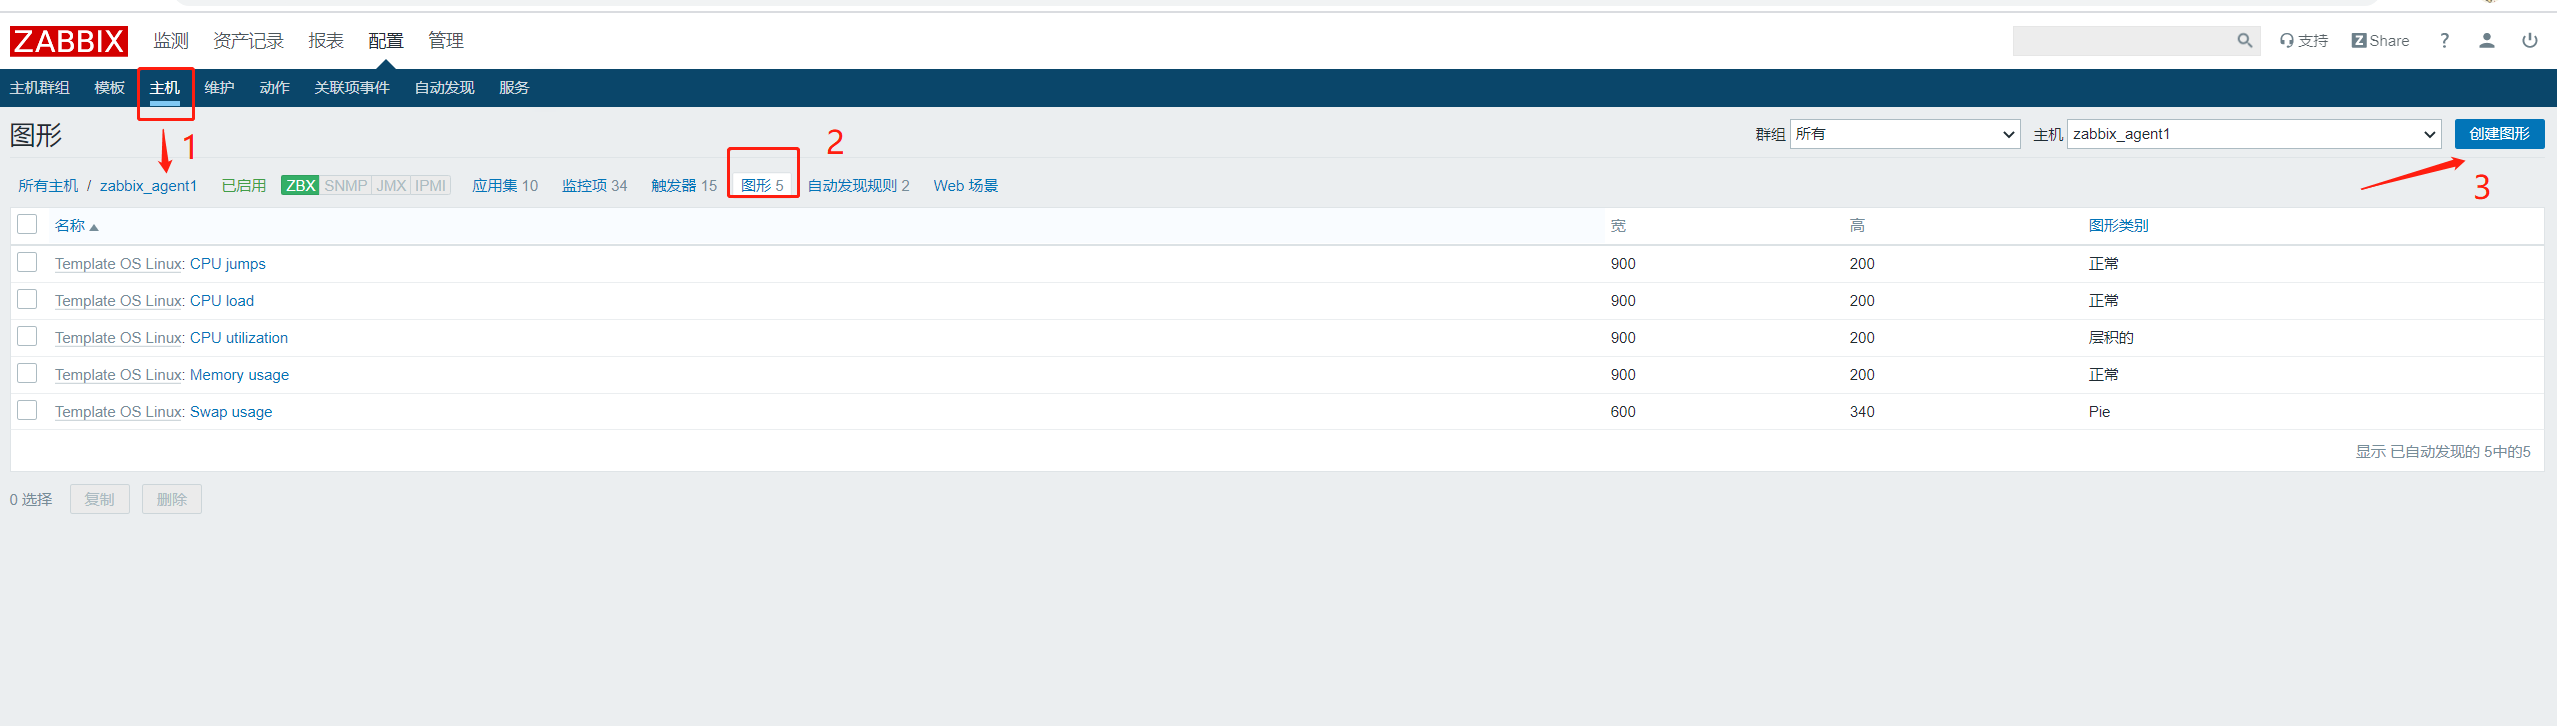 ZABBIX 监测 资产记录 报表 配置 管理 支持 Z Share ?
主机群组 模板 主机 维护 动作 关联项事件 自动发现 服务
图形 1 2 群组 所有 主机 zabbix_agent1 创建图形
所有主机 / zabbix_agent1 已启用 ZBX SNMP JMX IPMI 应用集 10 监控项 34 触发器 15 图形 5 自动发现规则 2 Web 场景 3
名称 宽 高 图形类别
Template OS Linux: CPU jumps 900 200 正常
Template OS Linux: CPU load 900 200 正常
Template OS Linux: CPU utilization 900 200 层积的
Template OS Linux: Memory usage 900 200 正常
Template OS Linux: Swap usage 600 340 Pie
显示 已自动发现的 5中的5
0 选择 复制 删除